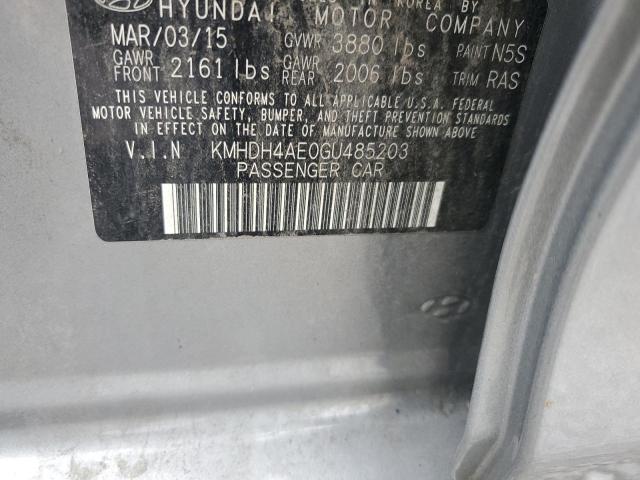 KOREA BY
HYUNDAI MOTOR COMPANY
MAR/03/15 GVWR 3880 lbs PAINT N5S
GAWR FRONT 2161 lbs GAWR REAR 2006 lbs TRIM RAS
THIS VEHICLE CONFORMS TO ALL APPLICABLE U.S.A. FEDERAL
MOTOR VEHICLE SAFETY, BUMPER, AND THEFT PREVENTION STANDARDS
IN EFFECT ON THE DATE OF MANUFACTURE SHOWN ABOVE.
V.I.N KMHDH4AE0GU485203
PASSENGER CAR